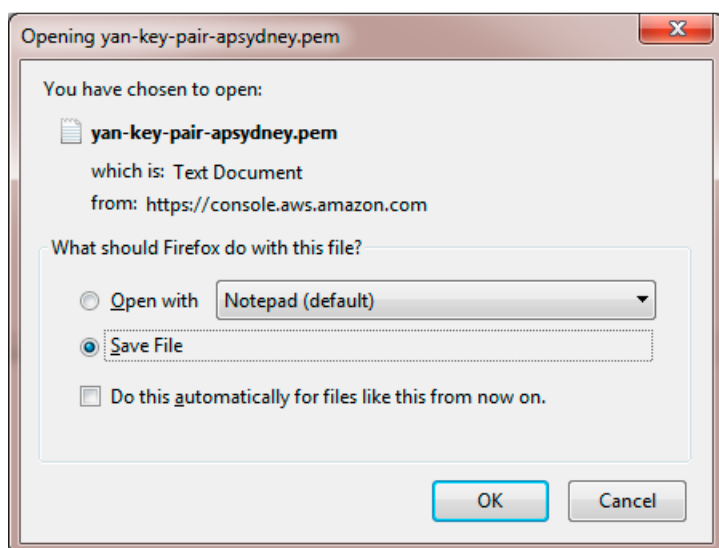 Opening yan-key-pair-apsydney.pem
You have chosen to open:
yan-key-pair-apsydney.pem
which is: Text Document
from: https://console.aws.amazon.com
What should Firefox do with this file?
Open with Notepad (default)
Save File
Do this automatically for files like this from now on.
OK Cancel